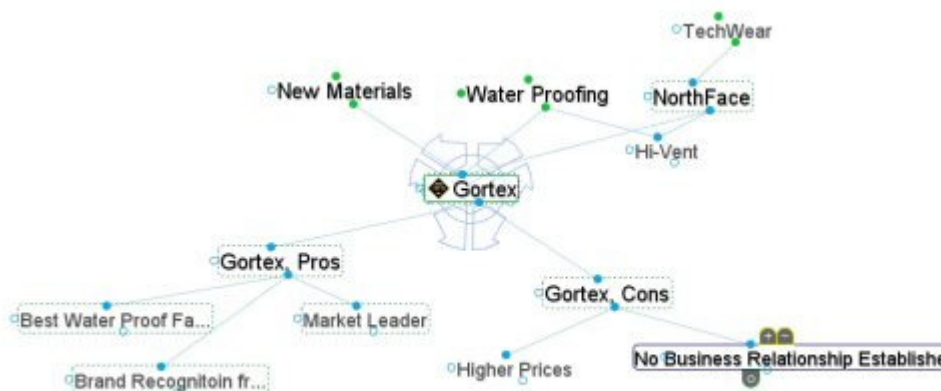 TechWear
New Materials
Water Proofing
NorthFace
Hi-Vent
Gortex
Gortex, Pros
Gortex, Cons
Best Water Proof Fa...
Market Leader
Higher Prices
No Business Relationship Establishe
Brand Recognitoin fr...